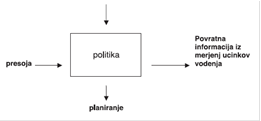 Povratna
informacija iz
merjenj ucinkov
vodenja
politika
presoja
planiranje